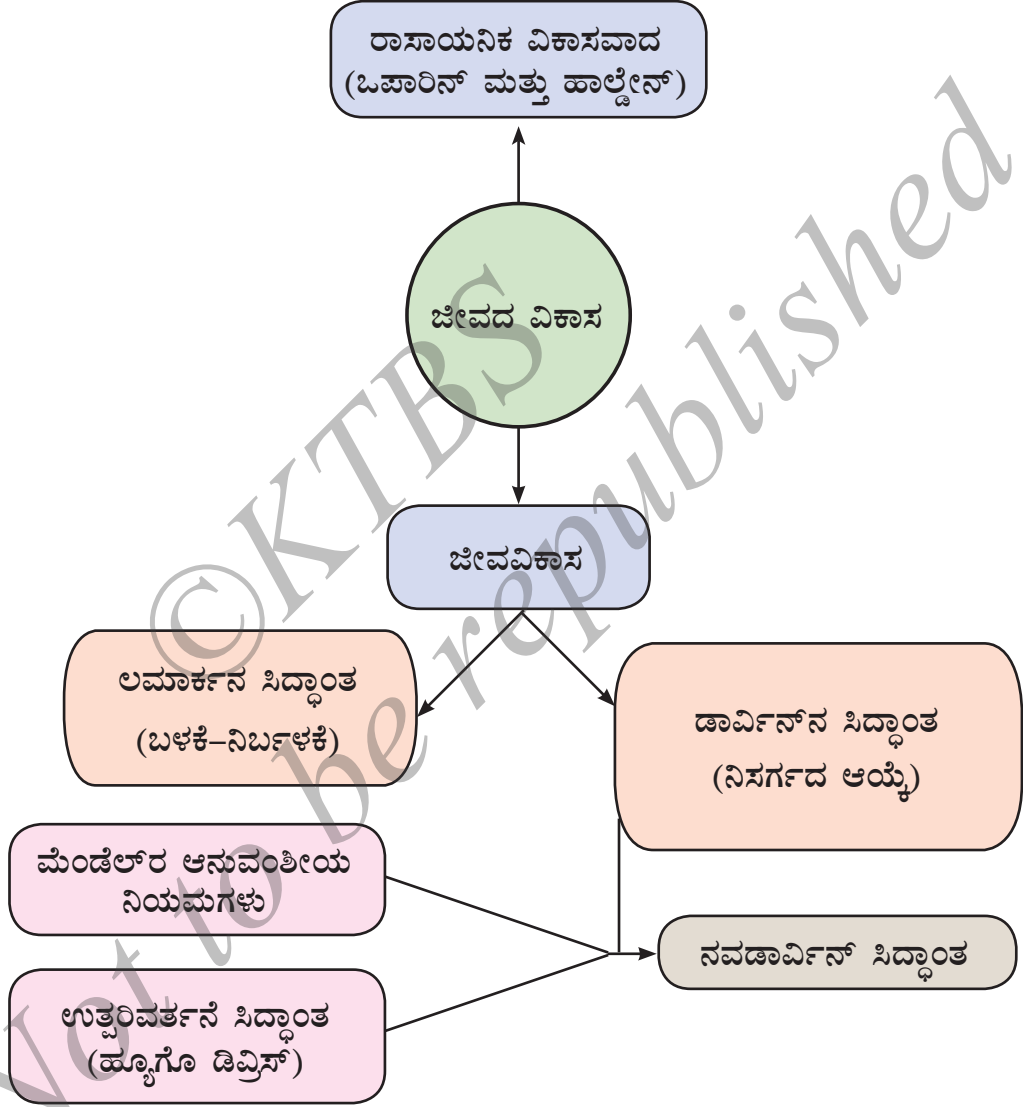 ರಾಸಾಯನಿಕ ವಿಕಾಸವಾದ
(ಒಪಾರಿನ್ ಮತ್ತು ಹಾಲ್ಡೇನ್)
ಜೀವದ ವಿಕಾಸ
ಜೀವವಿಕಾಸ
ಲಮಾರ್ಕನ ಸಿದ್ಧಾಂತ
(ಬಳಕೆ–ನಿರ್ಬಳಕೆ)
ಡಾರ್ವಿನ್‌ನ ಸಿದ್ಧಾಂತ
(ನಿಸರ್ಗದ ಆಯ್ಕೆ)
ಮೆಂಡೆಲ್‌ರ ಆನುವಂಶೀಯ
ನಿಯಮಗಳು
ನವಡಾರ್ವಿನ್ ಸಿದ್ಧಾಂತ
ಉತ್ಪರಿವರ್ತನೆ ಸಿದ್ಧಾಂತ
(ಹ್ಯೂಗೊ ಡಿವ್ರಿಸ್)
©KTBS
Not to be republished